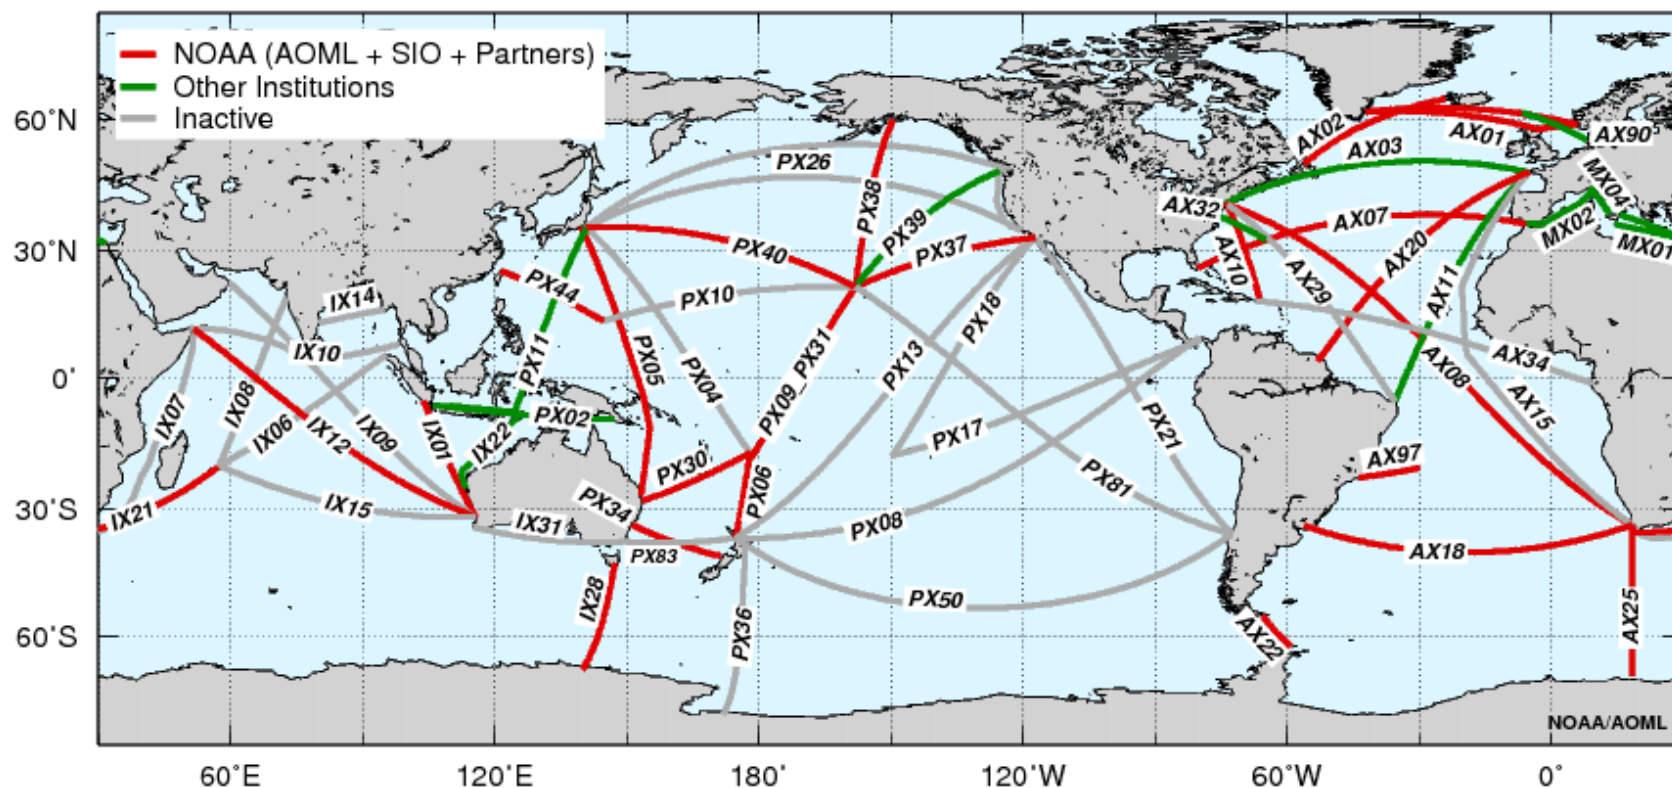 NOAA (AOML + SIO + Partners)
Other Institutions
Inactive
60˚N
30˚N
0˚
30˚S
60˚S
60˚E
120˚E
180˚
120˚W
60˚W
0˚
AX02
AX01
AX90
AX03
MX04
PX26
PX38
AX32
AX07
MX02
MX01
PX39
PX40
PX37
AX10
AX20
AX29
AX11
IX14
PX44
PX10
PX18
IX10
PX11
PX05
PX04
PX09_PX31
PX13
AX34
AX08
AX15
IX07
IX08
IX06
IX12
IX09
IX01
IX22
PX02
PX17
PX21
PX30
PX06
PX81
AX97
IX21
IX15
IX31
PX34
PX83
PX08
AX18
IX28
PX36
PX50
AX22
AX25
NOAA/AOML